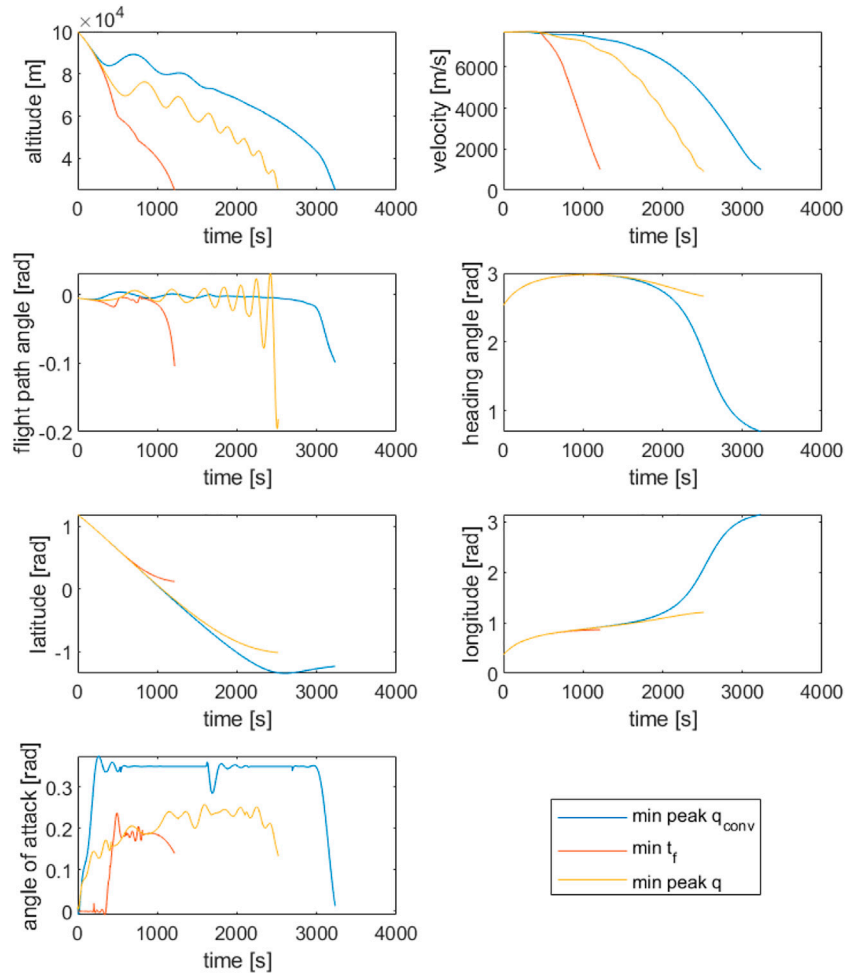 × 10⁴
10
8
6
4
altitude [m]
0 1000 2000 3000 4000
time [s]
6000
4000
2000
0
velocity [m/s]
0 1000 2000 3000 4000
time [s]
0
-0.1
-0.2
flight path angle [rad]
0 1000 2000 3000 4000
time [s]
3
2
1
heading angle [rad]
0 1000 2000 3000 4000
time [s]
1
0
-1
latitude [rad]
0 1000 2000 3000 4000
time [s]
3
2
1
0
longitude [rad]
0 1000 2000 3000 4000
time [s]
0.3
0.2
0.1
0
angle of attack [rad]
0 1000 2000 3000 4000
time [s]
min peak q_conv
min t_f
min peak q